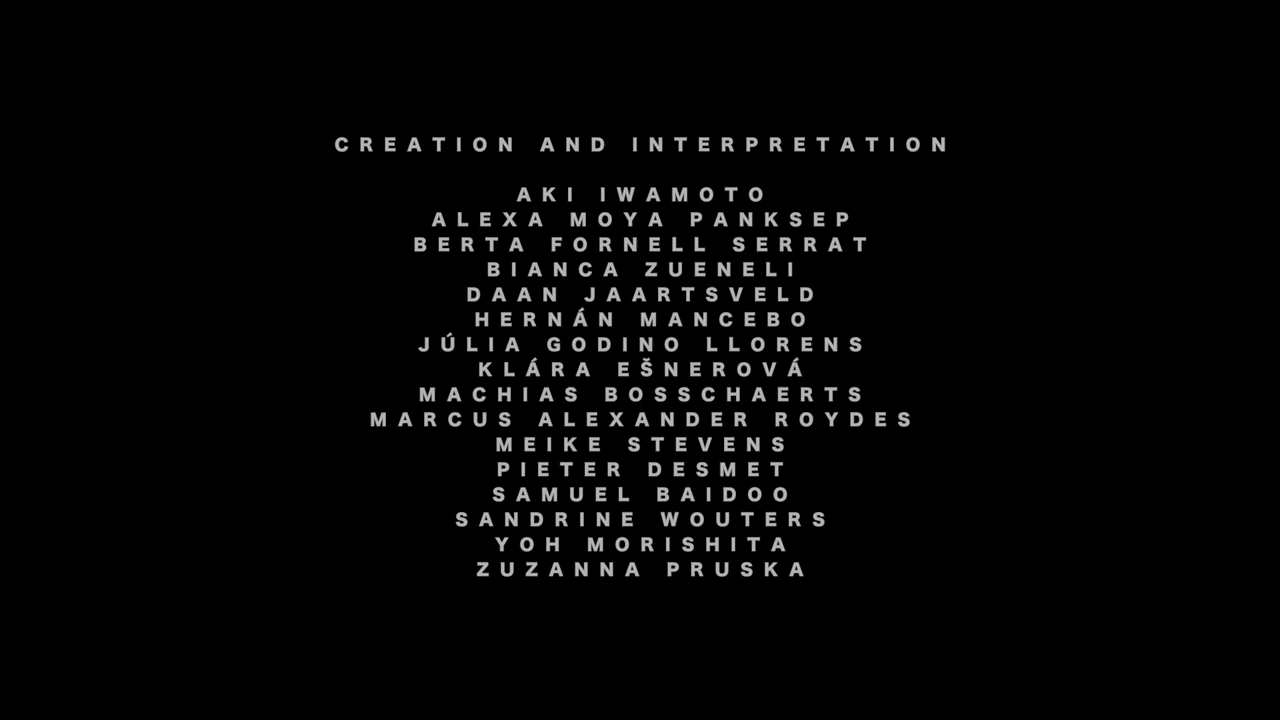 CREATION AND INTERPRETATION
AKI IWAMOTO
ALEXA MOYA PANKSEP
BERTA FORNELL SERRAT
BIANCA ZUENELI
DAAN JAARTSVELD
HERNÁN MANCEBO
JÚLIA GODINO LLORENS
KLÁRA EŠNEROVÁ
MACHIAS BOSSCHAERTS
MARCUS ALEXANDER ROYDES
MEIKE STEVENS
PIETER DESMET
SAMUEL BAIDOO
SANDRINE WOUTERS
YOH MORISHITA
ZUZANNA PRUSKA